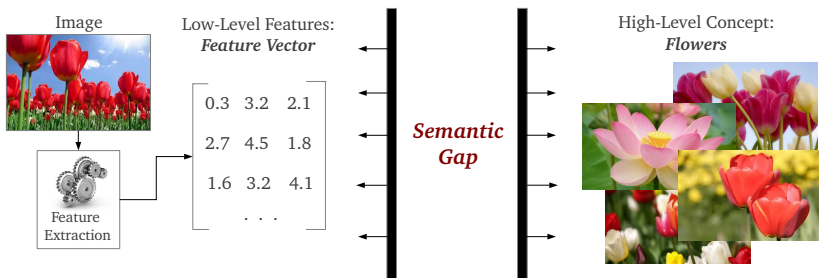 Image
Feature
Extraction
Low-Level Features:
Feature Vector
0.3 3.2 2.1
2.7 4.5 1.8
1.6 3.2 4.1
. . .
Semantic
Gap
High-Level Concept:
Flowers